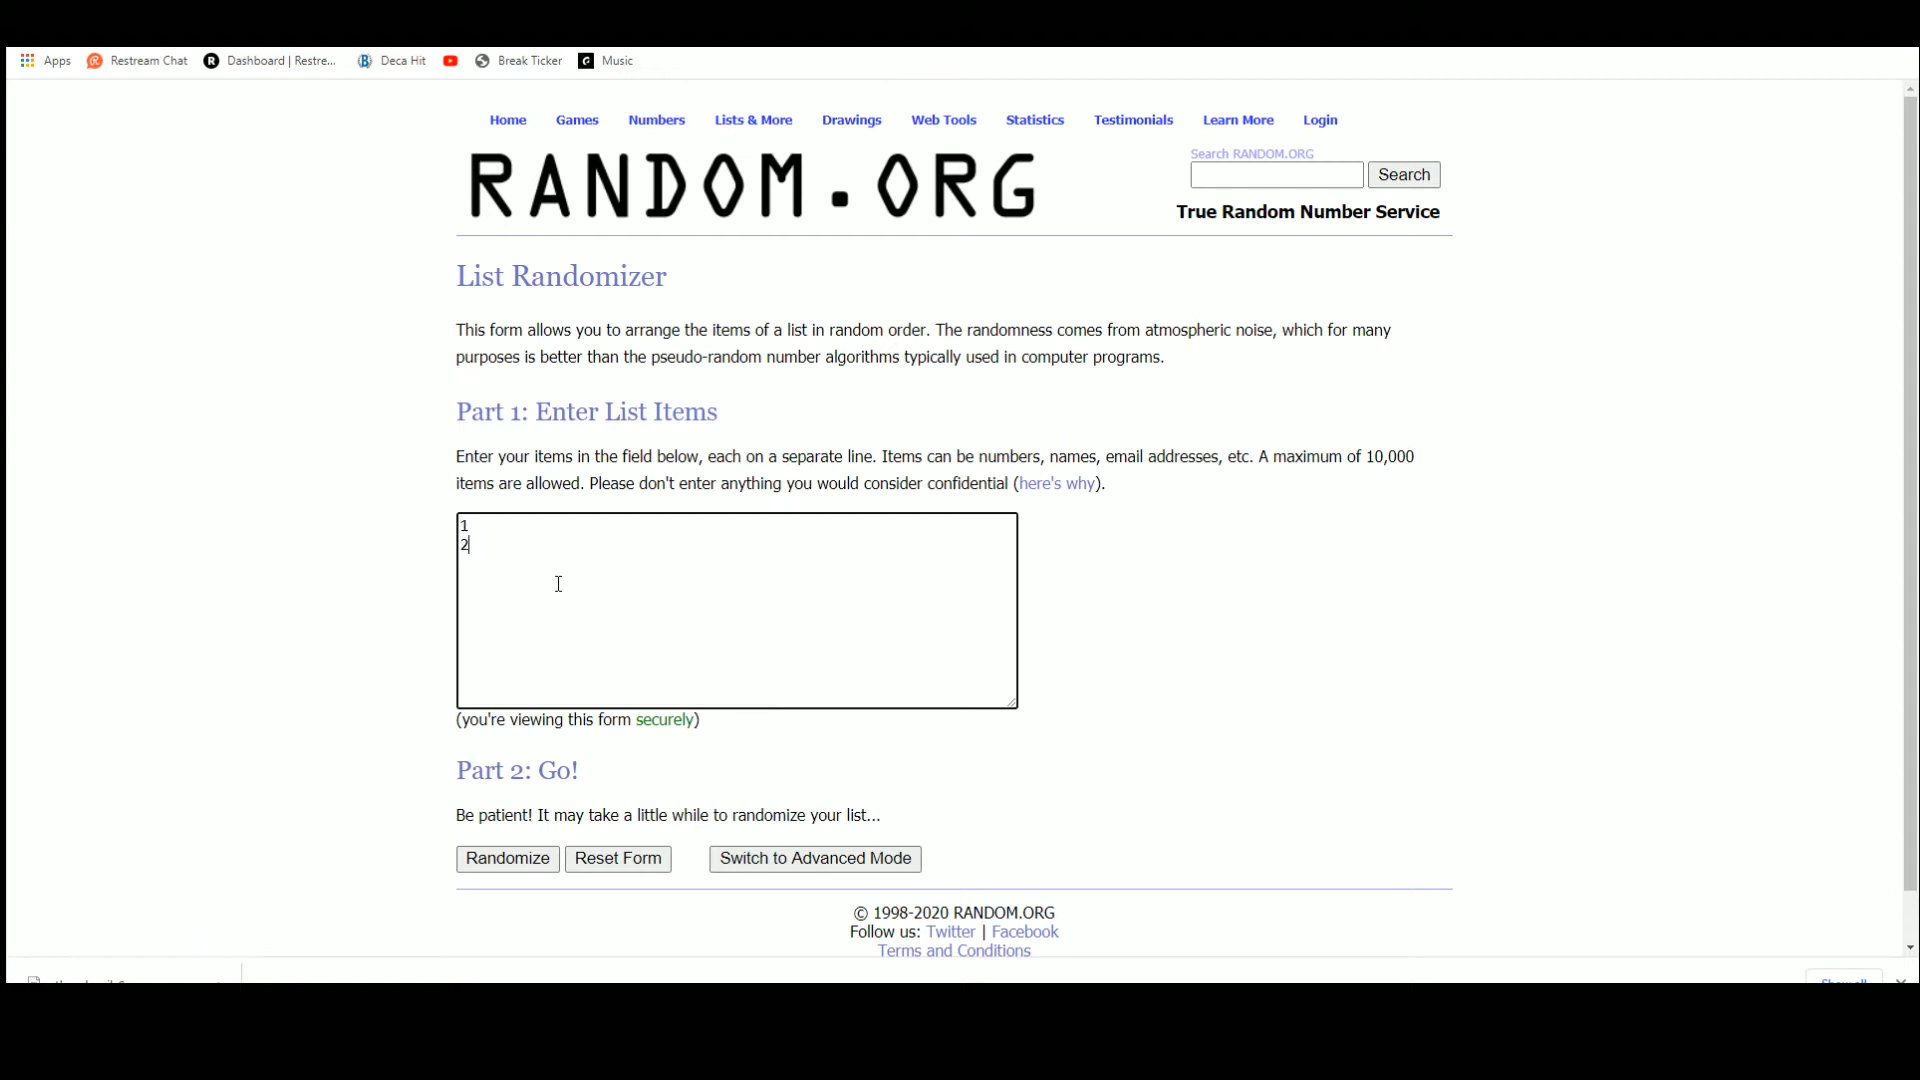 Apps Restream Chat Dashboard | Restre... Deca Hit Break Ticker Music
Home Games Numbers Lists & More Drawings Web Tools Statistics Testimonials Learn More Login
RANDOM.ORG
Search RANDOM.ORG
Search
True Random Number Service
List Randomizer
This form allows you to arrange the items of a list in random order. The randomness comes from atmospheric noise, which for many
purposes is better than the pseudo-random number algorithms typically used in computer programs.
Part 1: Enter List Items
Enter your items in the field below, each on a separate line. Items can be numbers, names, email addresses, etc. A maximum of 10,000
items are allowed. Please don't enter anything you would consider confidential (here's why).
1
2
(you're viewing this form securely)
Part 2: Go!
Be patient! It may take a little while to randomize your list...
Randomize Reset Form Switch to Advanced Mode
© 1998-2020 RANDOM.ORG
Follow us: Twitter | Facebook
Terms and Conditions
Show all